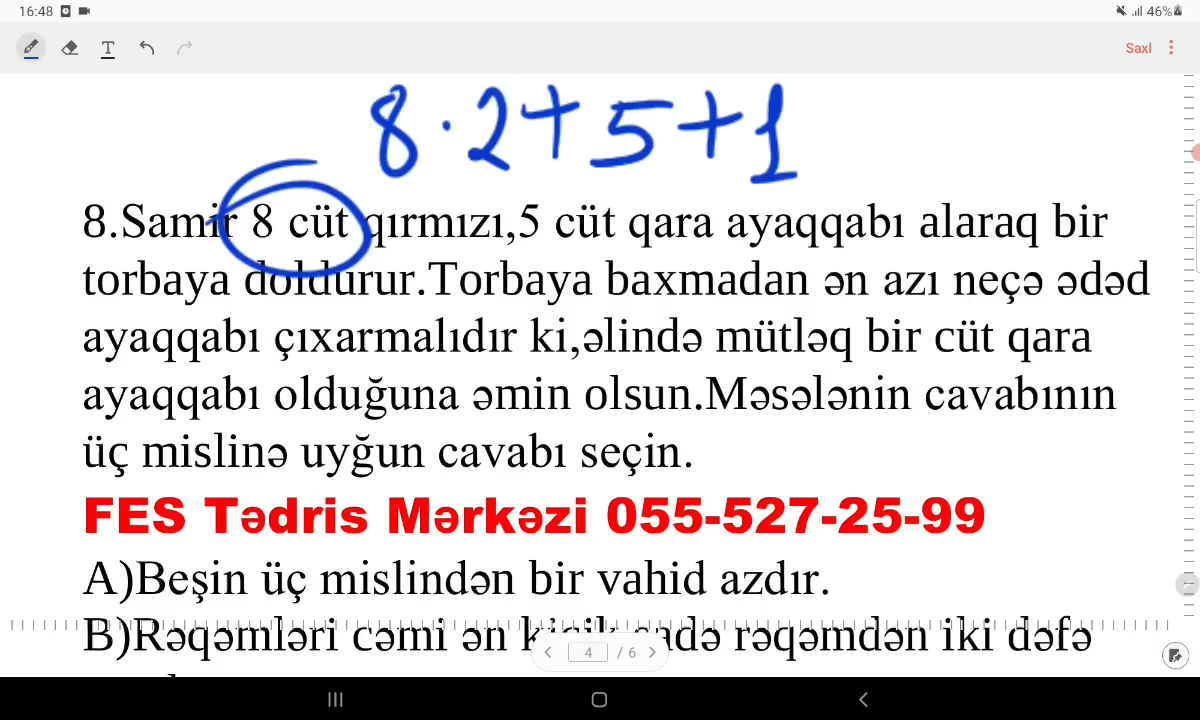 16:48
46%
Saxl
8·2+5+1
8.Samir 8 cüt qırmızı,5 cüt qara ayaqqabı alaraq bir
torbaya doldurur.Torbaya baxmadan ən azı neçə ədəd
ayaqqabı çıxarmalıdır ki,əlində mütləq bir cüt qara
ayaqqabı olduğuna əmin olsun.Məsələnin cavabının
üç mislinə uyğun cavabı seçin.
FES Tədris Mərkəzi 055-527-25-99
A)Beşin üç mislindən bir vahid azdır.
B)Rəqəmləri cəmi ən kiçik sadə rəqəmdən iki dəfə
4 / 6